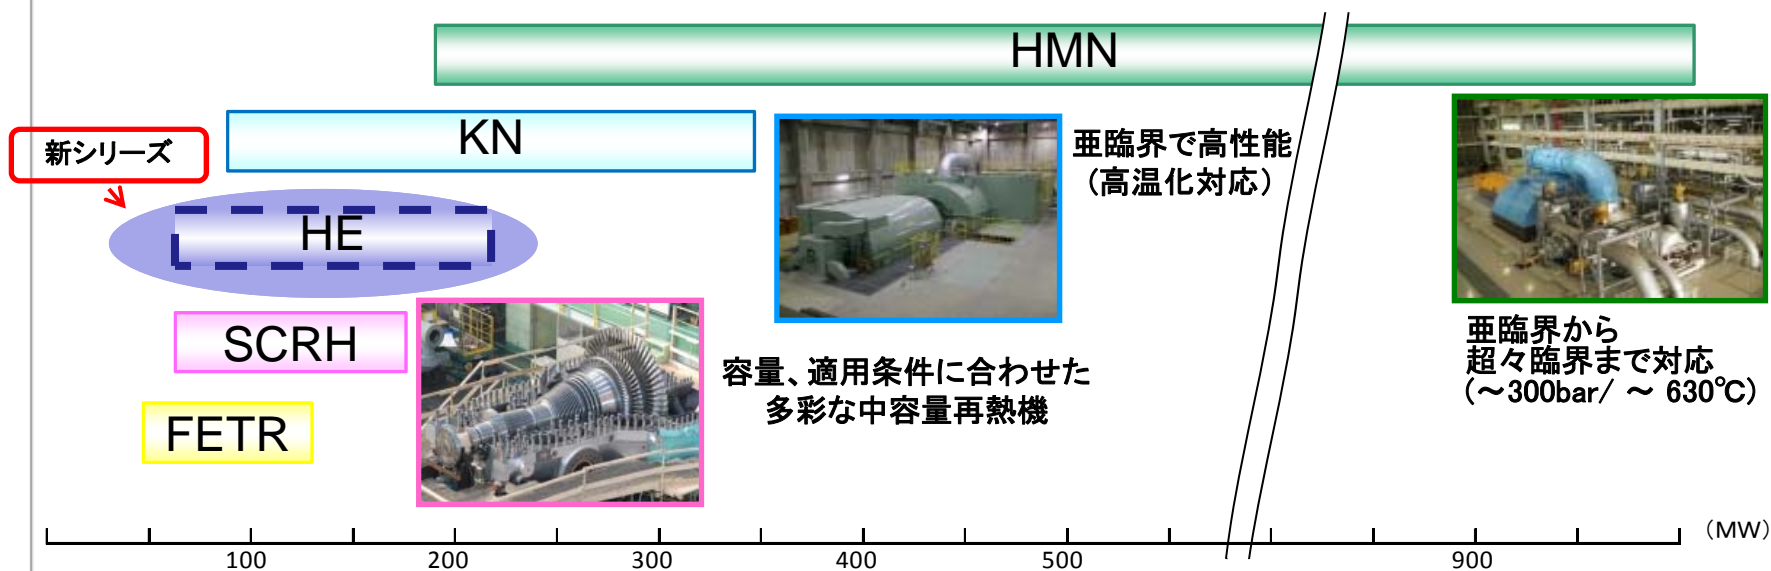 HMN
KN
新シリーズ
亜臨界で高性能
(高温化対応)
HE
SCRH
亜臨界から
超々臨界まで対応
(～300bar/ ～ 630℃)
容量、適用条件に合わせた
多彩な中容量再熱機
FETR
(MW)
100 200 300 400 500 900